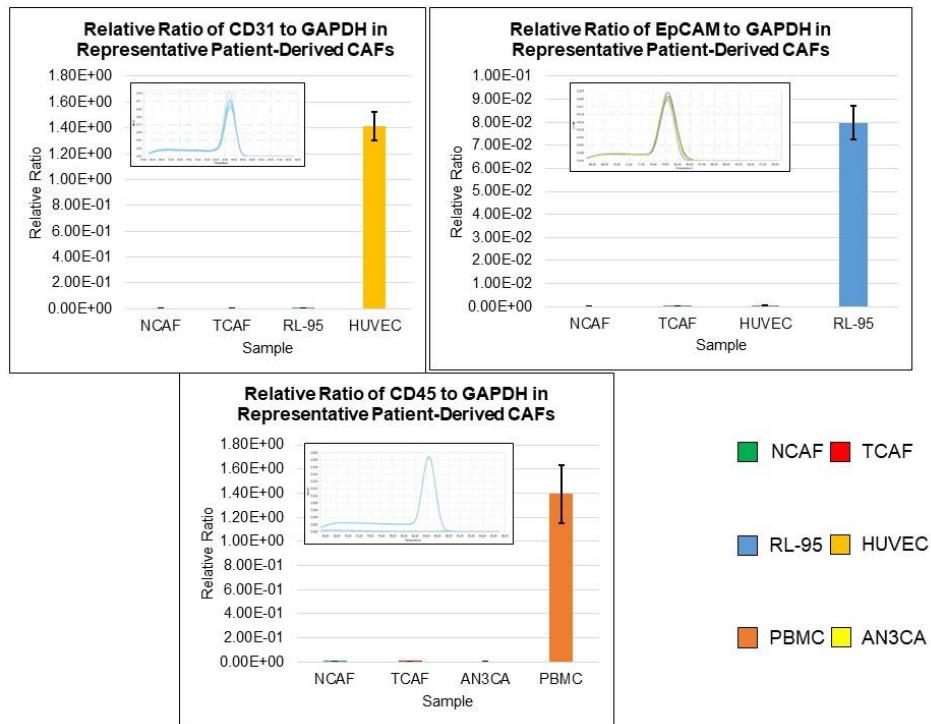 Relative Ratio of CD31 to GAPDH in
Representative Patient-Derived CAFs
1.80E+00
1.60E+00
1.40E+00
1.20E+00
1.00E+00
8.00E-01
6.00E-01
4.00E-01
2.00E-01
0.00E+00
Relative Ratio
NCAF TCAF RL-95 HUVEC
Sample
Relative Ratio of EpCAM to GAPDH in
Representative Patient-Derived CAFs
1.00E-01
9.00E-02
8.00E-02
7.00E-02
6.00E-02
5.00E-02
4.00E-02
3.00E-02
2.00E-02
1.00E-02
0.00E+00
Relative Ratio
NCAF TCAF HUVEC RL-95
Sample
Relative Ratio of CD45 to GAPDH in
Representative Patient-Derived CAFs
1.80E+00
1.60E+00
1.40E+00
1.20E+00
1.00E+00
8.00E-01
6.00E-01
4.00E-01
2.00E-01
0.00E+00
Relative Ratio
NCAF TCAF AN3CA PBMC
Sample
NCAF TCAF
RL-95 HUVEC
PBMC AN3CA